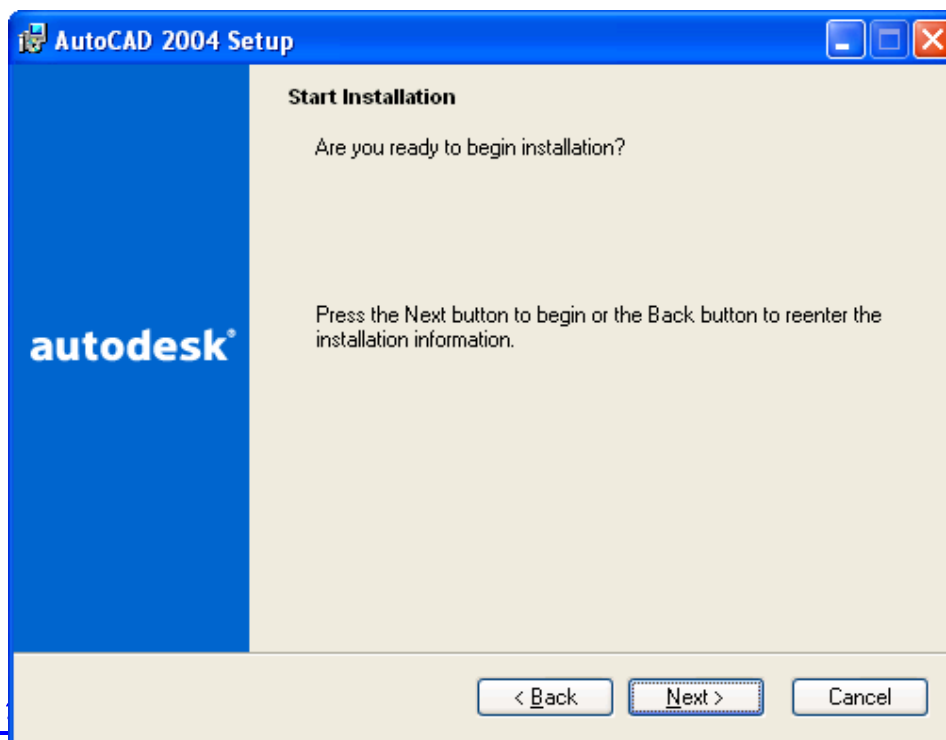 AutoCAD 2004 Setup
Start Installation
Are you ready to begin installation?
Press the Next button to begin or the Back button to reenter the
installation information.
autodesk®
< Back
Next >
Cancel